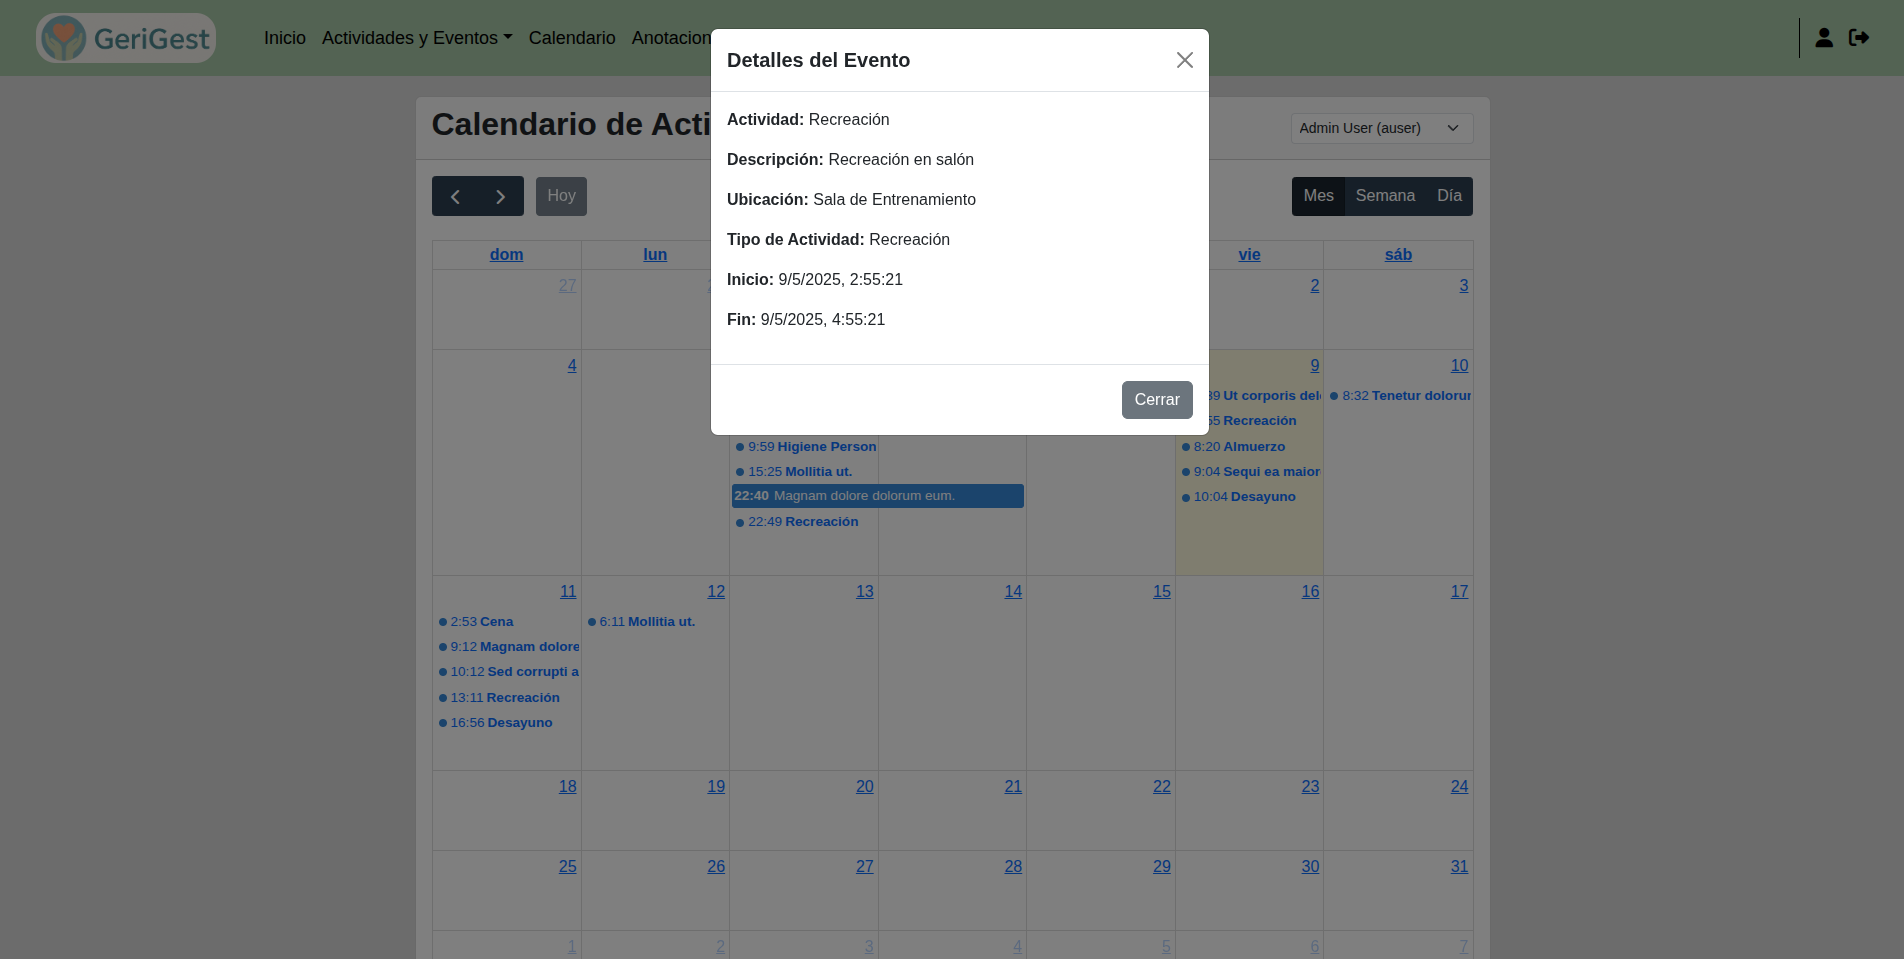 GeriGest
Inicio
Actividades y Eventos
Calendario
Anotacion
Detalles del Evento
Actividad: Recreación
Descripción: Recreación en salón
Ubicación: Sala de Entrenamiento
Tipo de Actividad: Recreación
Inicio: 9/5/2025, 2:55:21
Fin: 9/5/2025, 4:55:21
Cerrar
Calendario de Acti
Admin User (auser)
Hoy
Mes Semana Día
dom lun vie sáb
27 2 3
4 9 10
39 Ut corporis del
55 Recreación
8:20 Almuerzo
9:04 Sequi ea maior
10:04 Desayuno
8:32 Tenetur dolorur
9:59 Higiene Person
15:25 Mollitia ut.
22:40 Magnam dolore dolorum eum.
22:49 Recreación
11 12 13 14 15 16 17
2:53 Cena
9:12 Magnam dolore
10:12 Sed corrupti a
13:11 Recreación
16:56 Desayuno
6:11 Mollitia ut.
18 19 20 21 22 23 24
25 26 27 28 29 30 31
1 2 3 4 5 6 7